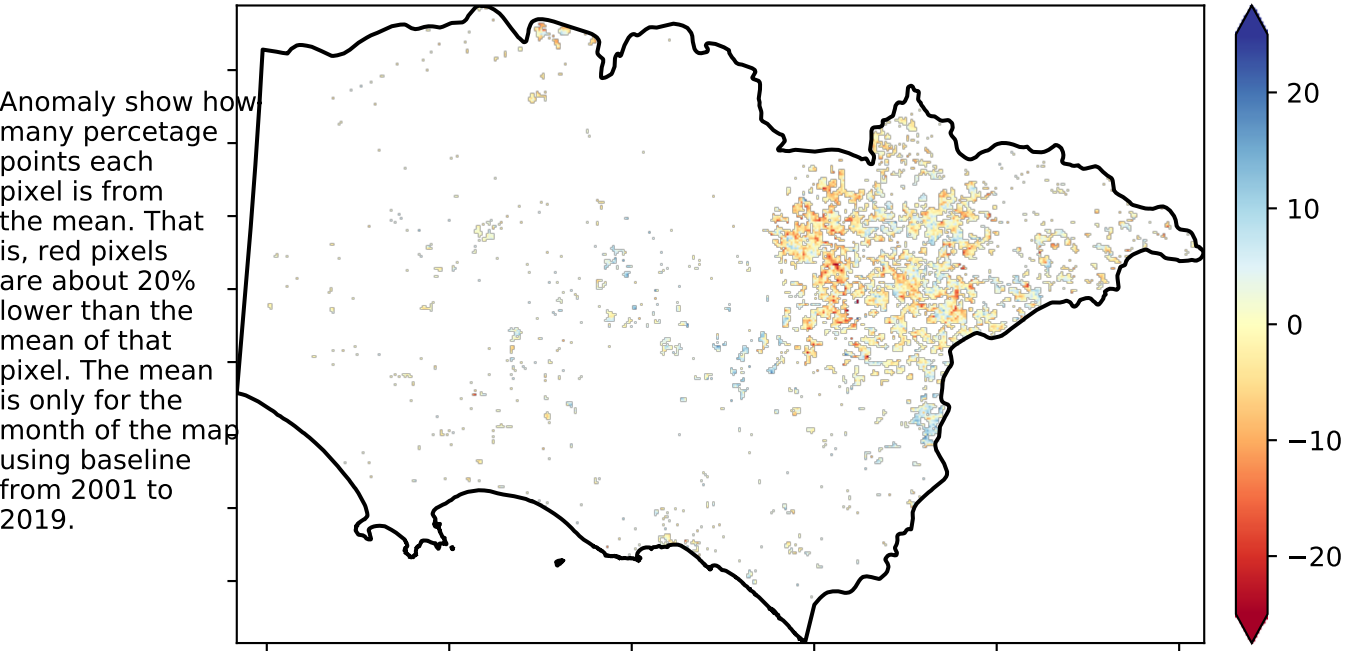 Anomaly show how
many percetage
points each
pixel is from
the mean. That
is, red pixels
are about 20%
lower than the
mean of that
pixel. The mean
is only for the
month of the map
using baseline
from 2001 to
2019.
20
10
0
−10
−20